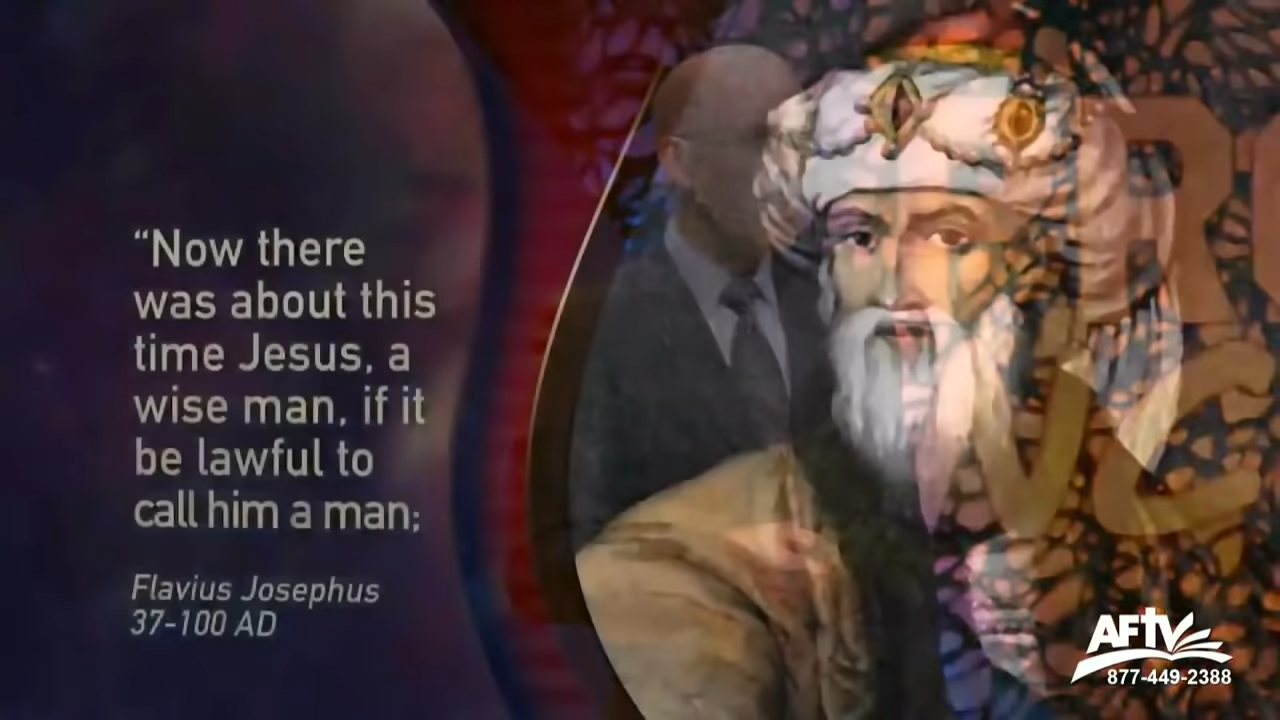 “Now there
was about this
time Jesus, a
wise man, if it
be lawful to
call him a man;
Flavius Josephus
37-100 AD
AFTV
877-449-2388